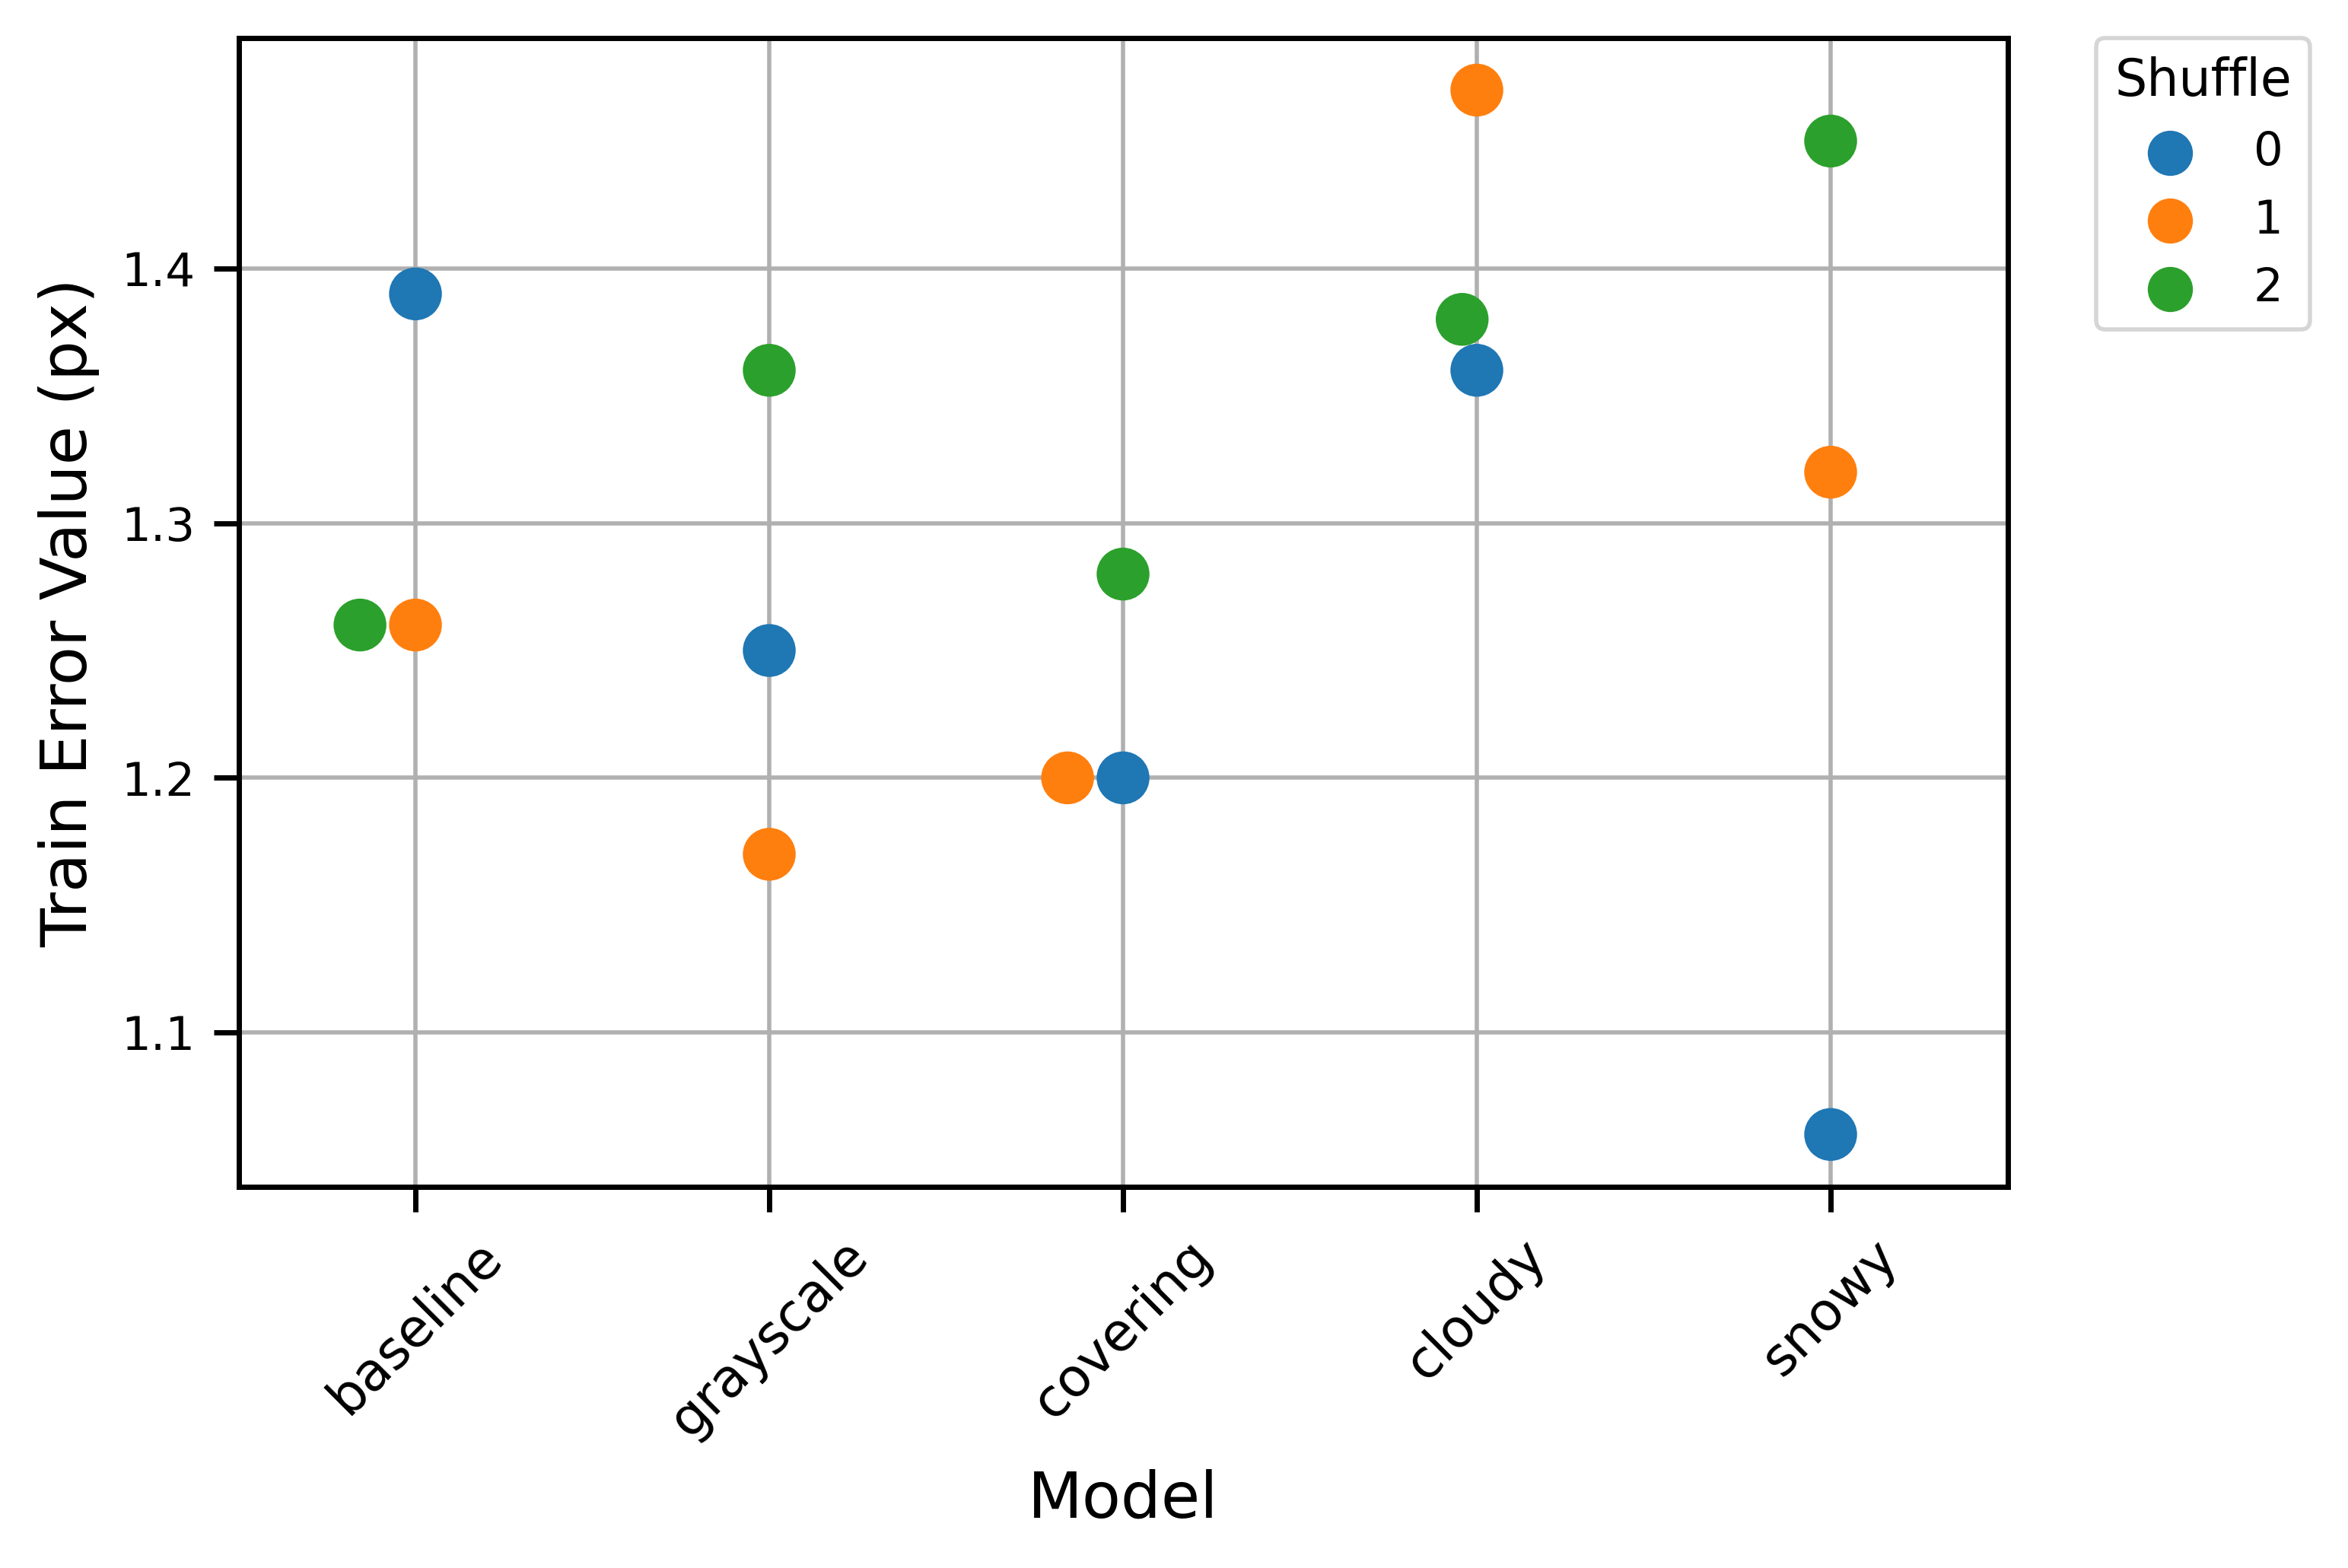 Train Error Value (px)
1.4
1.3
1.2
1.1
baseline
grayscale
covering
cloudy
snowy
Model
Shuffle
0
1
2